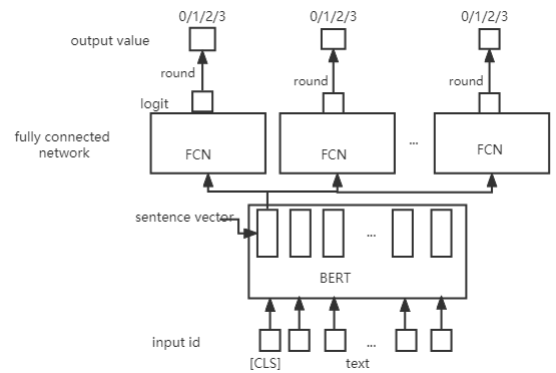 0/1/2/3 0/1/2/3 0/1/2/3
output value
round round round
logit
fully connected
network
FCN FCN ... FCN
sentence vector
...
BERT
input id ...
[CLS] text